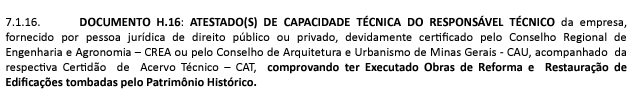 7.1.16. DOCUMENTO H.16: ATESTADO(S) DE CAPACIDADE TÉCNICA DO RESPONSÁVEL TÉCNICO da empresa,
fornecido por pessoa jurídica de direito público ou privado, devidamente certificado pelo Conselho Regional de
Engenharia e Agronomia – CREA ou pelo Conselho de Arquitetura e Urbanismo de Minas Gerais - CAU, acompanhado da
respectiva Certidão de Acervo Técnico – CAT, comprovando ter Executado Obras de Reforma e Restauração de
Edificações tombadas pelo Patrimônio Histórico.